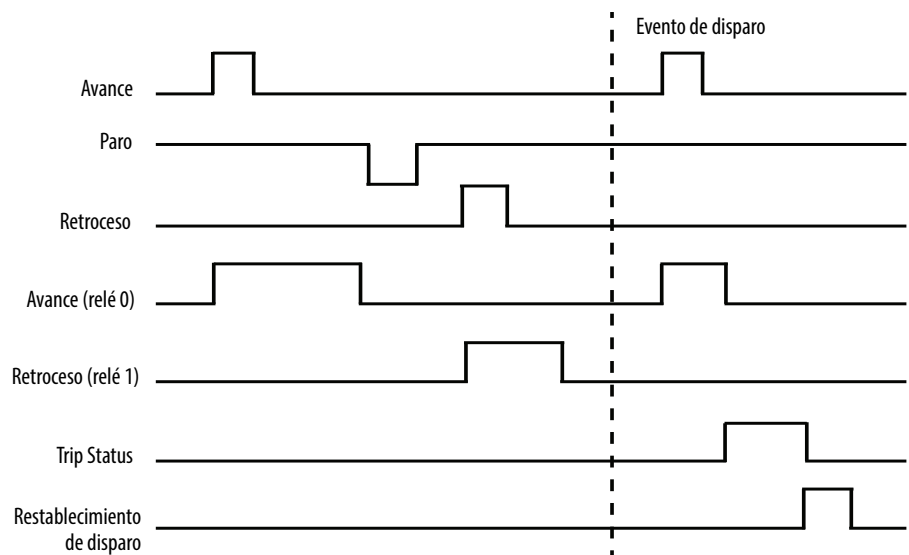 Evento de disparo
Avance
Paro
Retroceso
Avance (relé 0)
Retroceso (relé 1)
Trip Status
Restablecimiento
de disparo